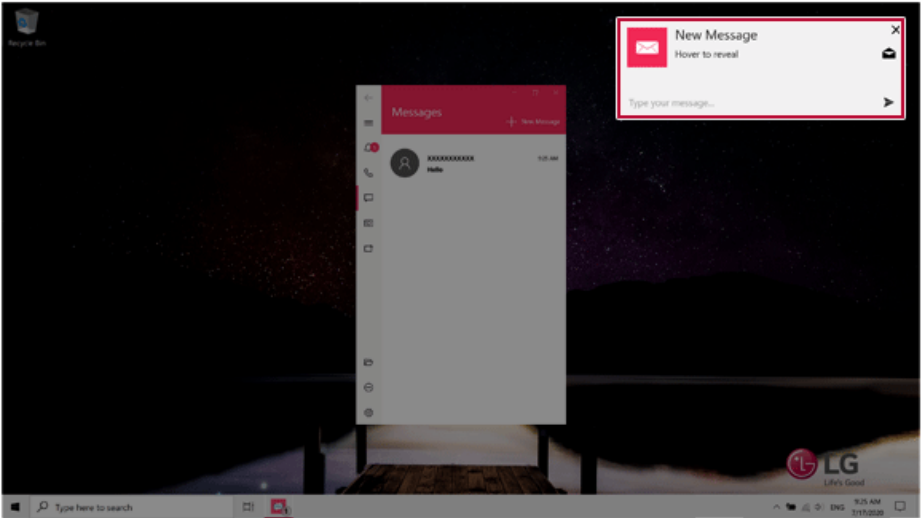 Recycle Bin
New Message
Hover to reveal
Type your message...
Messages
New Message
XXXXXXXXXXX
9:25 AM
Hello
LG
Life's Good
Type here to search
ENG
9:25 AM
7/17/2020